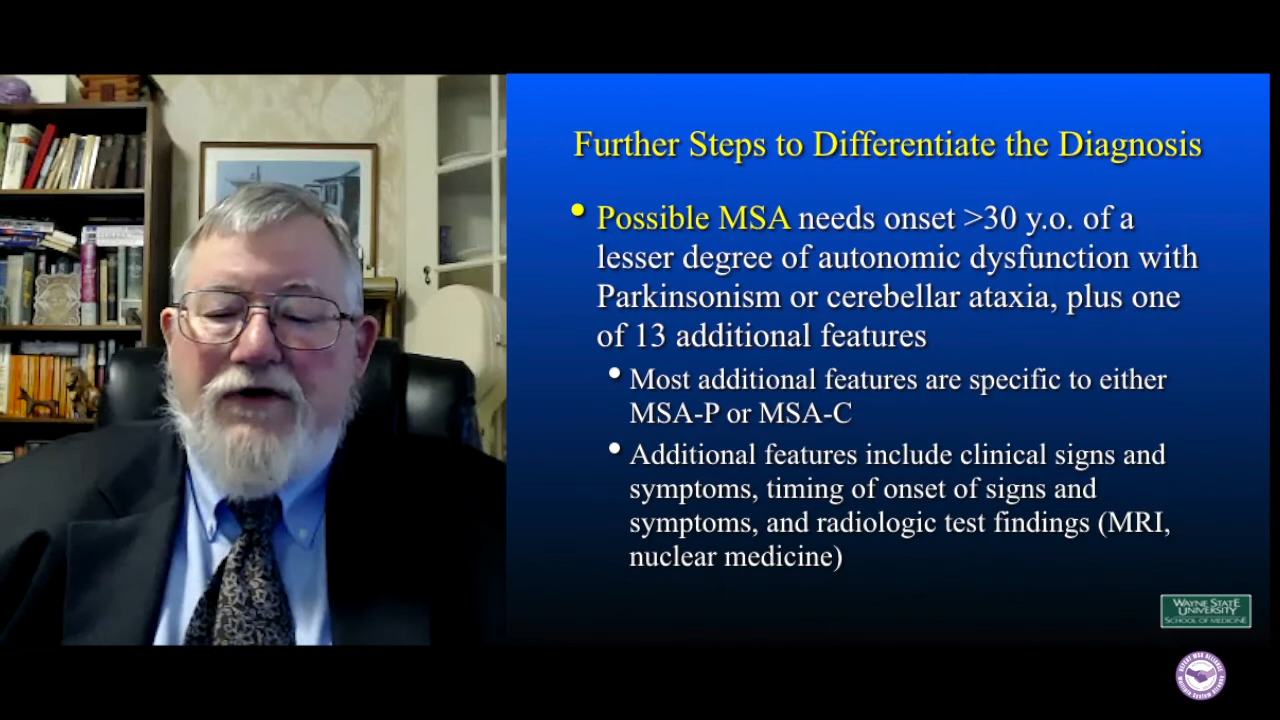 Further Steps to Differentiate the Diagnosis
• Possible MSA needs onset >30 y.o. of a
lesser degree of autonomic dysfunction with
Parkinsonism or cerebellar ataxia, plus one
of 13 additional features
• Most additional features are specific to either
MSA-P or MSA-C
• Additional features include clinical signs and
symptoms, timing of onset of signs and
symptoms, and radiologic test findings (MRI,
nuclear medicine)
WAYNE STATE
UNIVERSITY
SCHOOL OF MEDICINE
DEFEAT MSA ALLIANCE